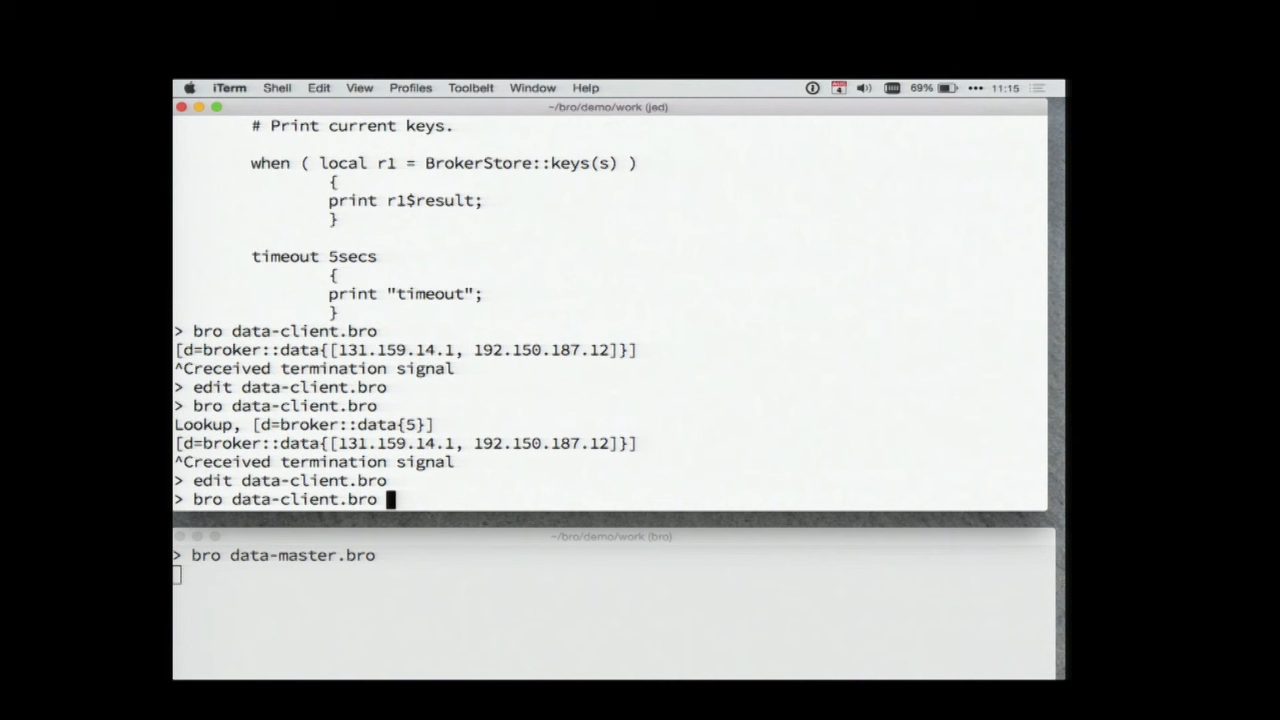 iTerm Shell Edit View Profiles Toolbelt Window Help 69% 11:15
~/bro/demo/work (jed)
# Print current keys.
when ( local r1 = BrokerStore::keys(s) )
{
print r1$result;
}
timeout 5secs
{
print "timeout";
}
> bro data-client.bro
[d=broker::data{[131.159.14.1, 192.150.187.12]}]
^Creceived termination signal
> edit data-client.bro
> bro data-client.bro
Lookup, [d=broker::data{5}]
[d=broker::data{[131.159.14.1, 192.150.187.12]}]
^Creceived termination signal
> edit data-client.bro
> bro data-client.bro
~/bro/demo/work (bro)
> bro data-master.bro